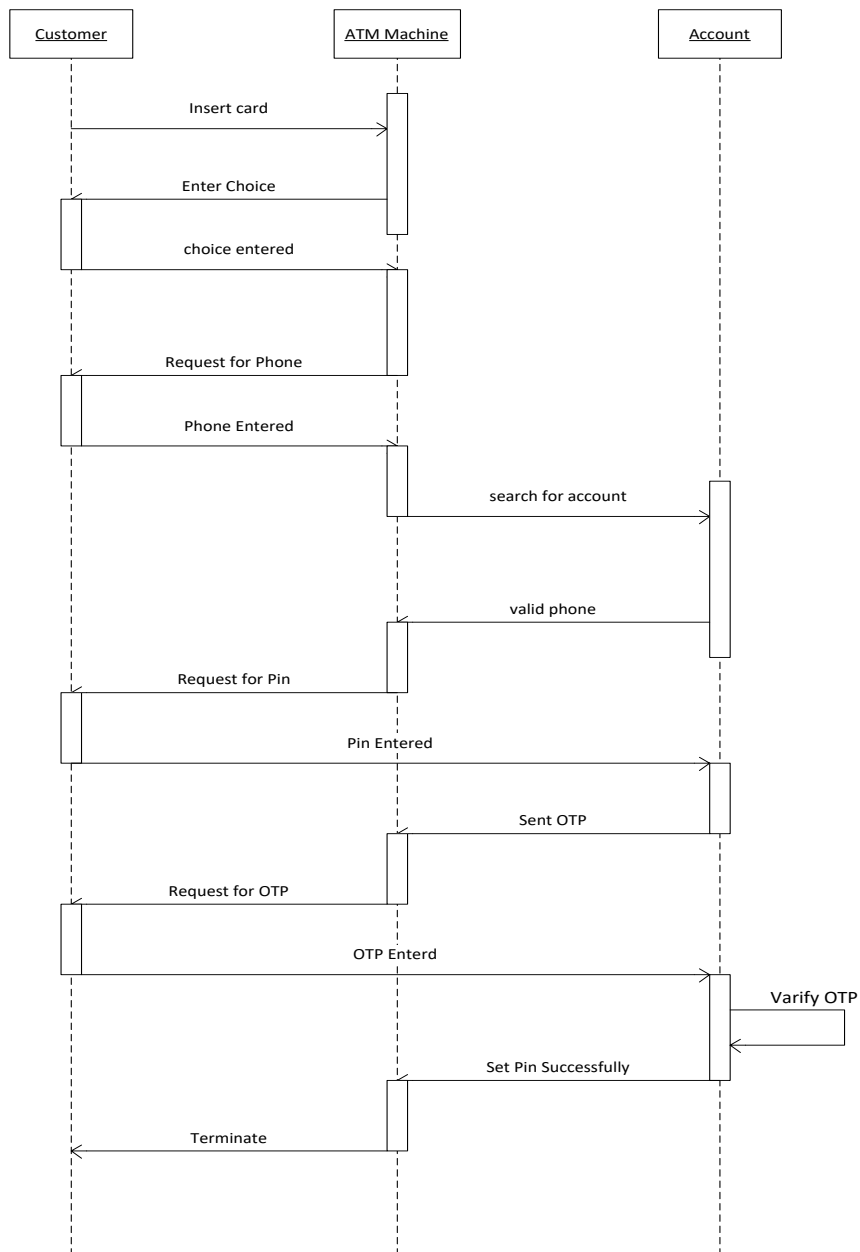 Customer
ATM Machine
Account
Insert card
Enter Choice
choice entered
Request for Phone
Phone Entered
search for account
valid phone
Request for Pin
Pin Entered
Sent OTP
Request for OTP
OTP Enterd
Varify OTP
Set Pin Successfully
Terminate